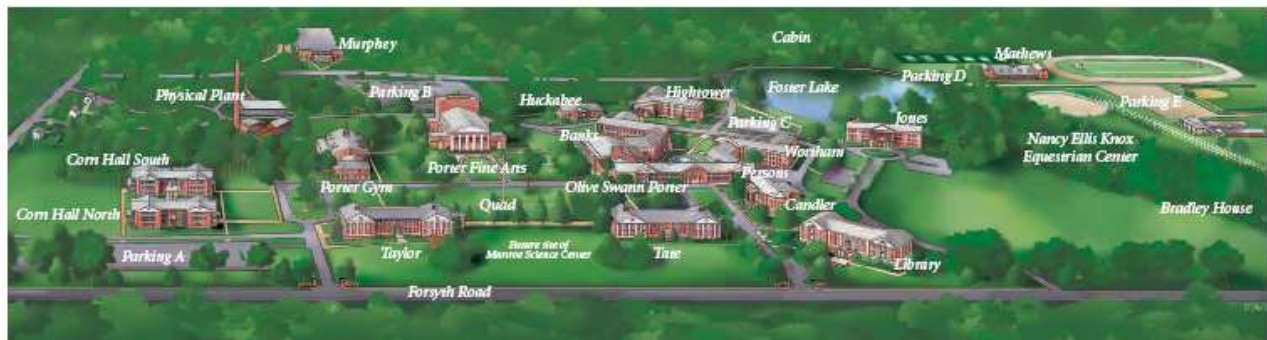 Murphey
Cabin
Mathews
Parking D
Physical Plant
Parking B
Huckabee
Hightower
Foster Lake
Parking E
Jones
Parking C
Banks
Nancy Ellis Knox
Equestrian Center
Wortham
Corn Hall South
Porter Gym
Porter Fine Arts
Olive Swann Porter
Persons
Quad
Candler
Bradley House
Corn Hall North
Taylor
Future site of
Munroe Science Center
Tate
Parking A
Library
Forsyth Road